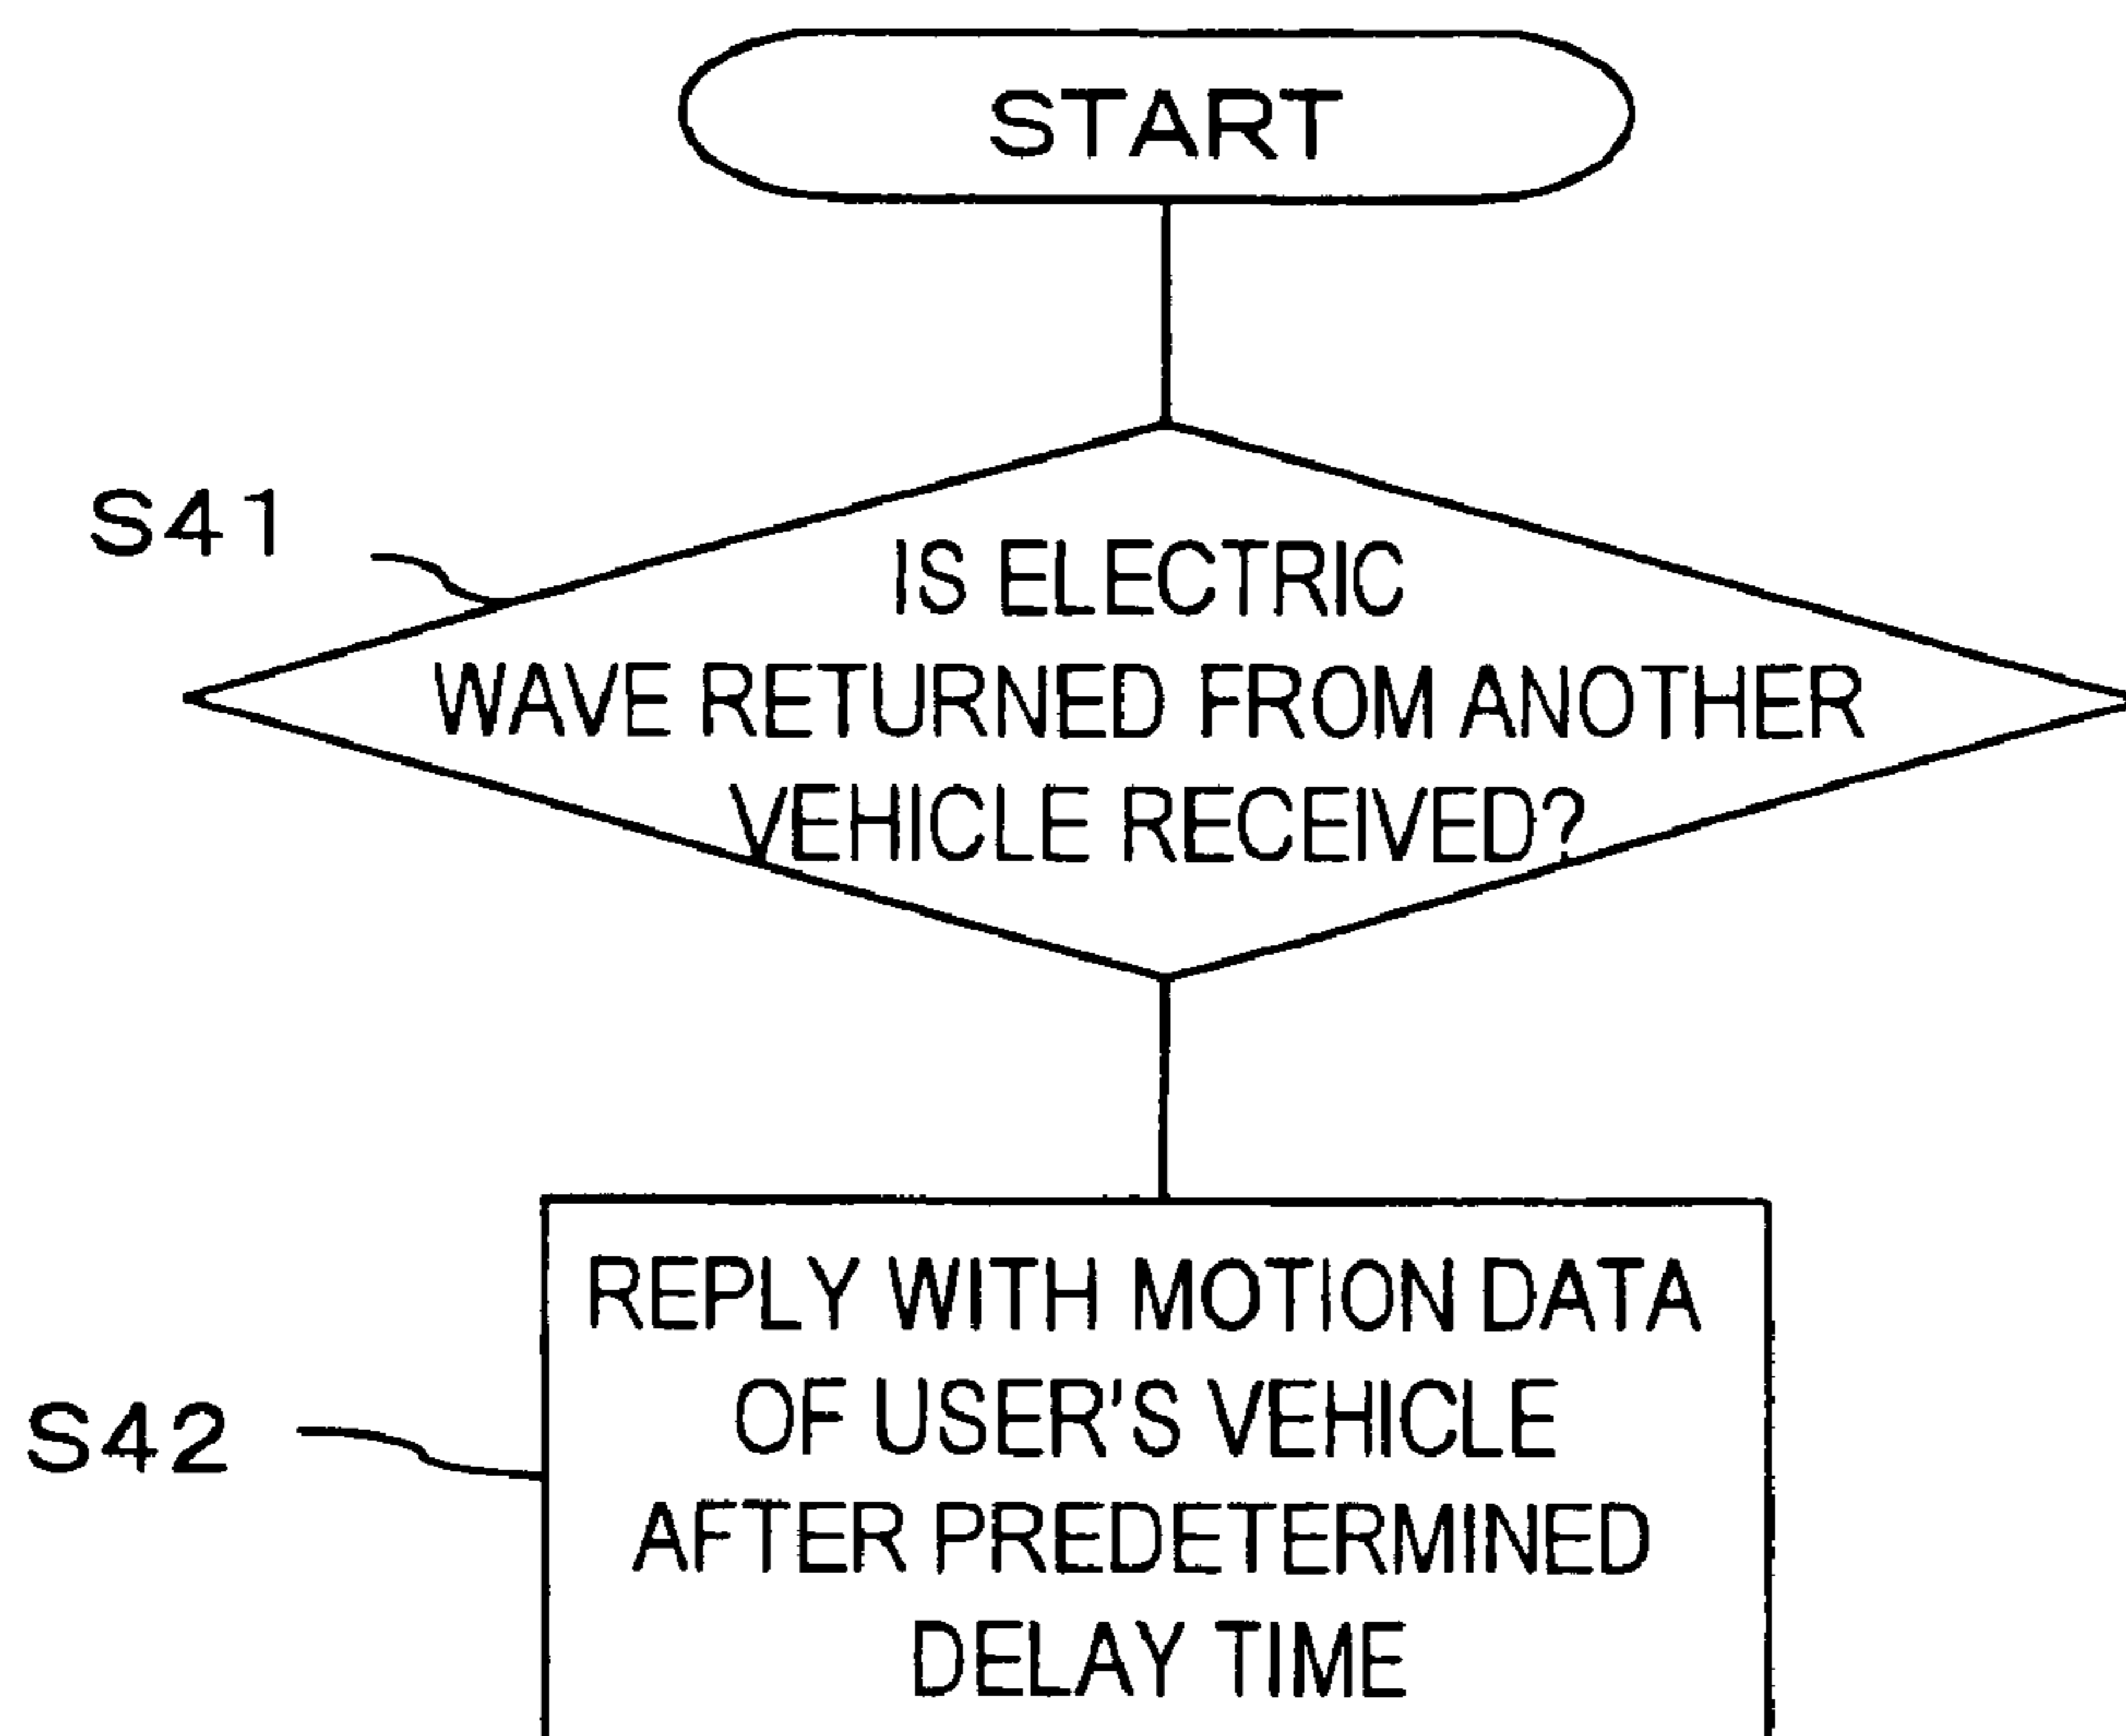 START
S41
IS ELECTRIC
WAVE RETURNED FROM ANOTHER
VEHICLE RECEIVED?
S42
REPLY WITH MOTION DATA
OF USER'S VEHICLE
AFTER PREDETERMINED
DELAY TIME